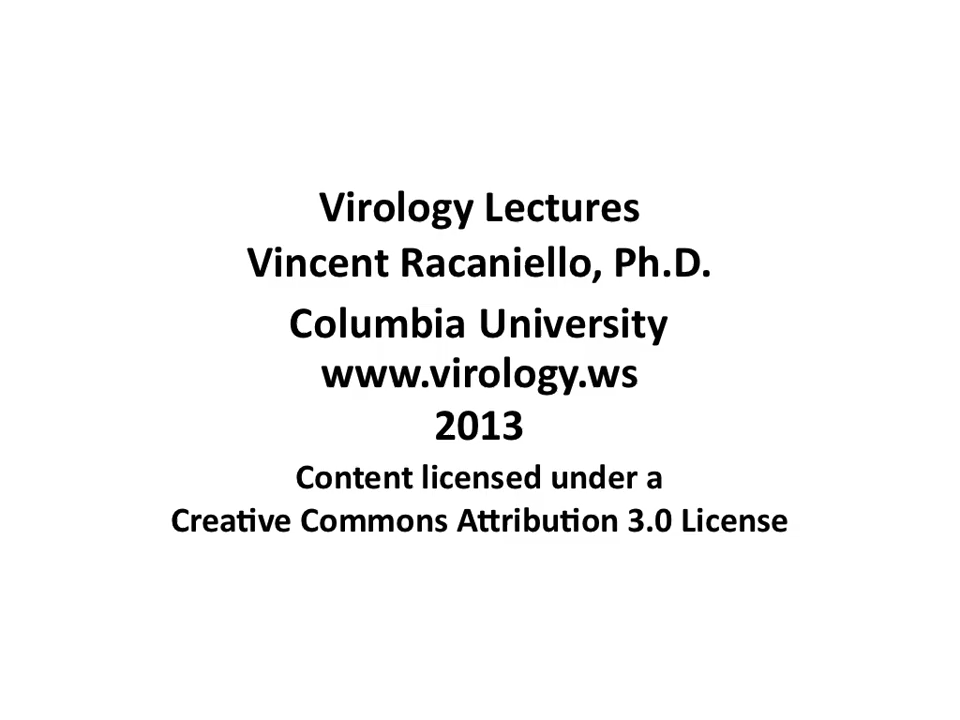 Virology Lectures
Vincent Racaniello, Ph.D.
Columbia University
www.virology.ws
2013
Content licensed under a
Creative Commons Attribution 3.0 License